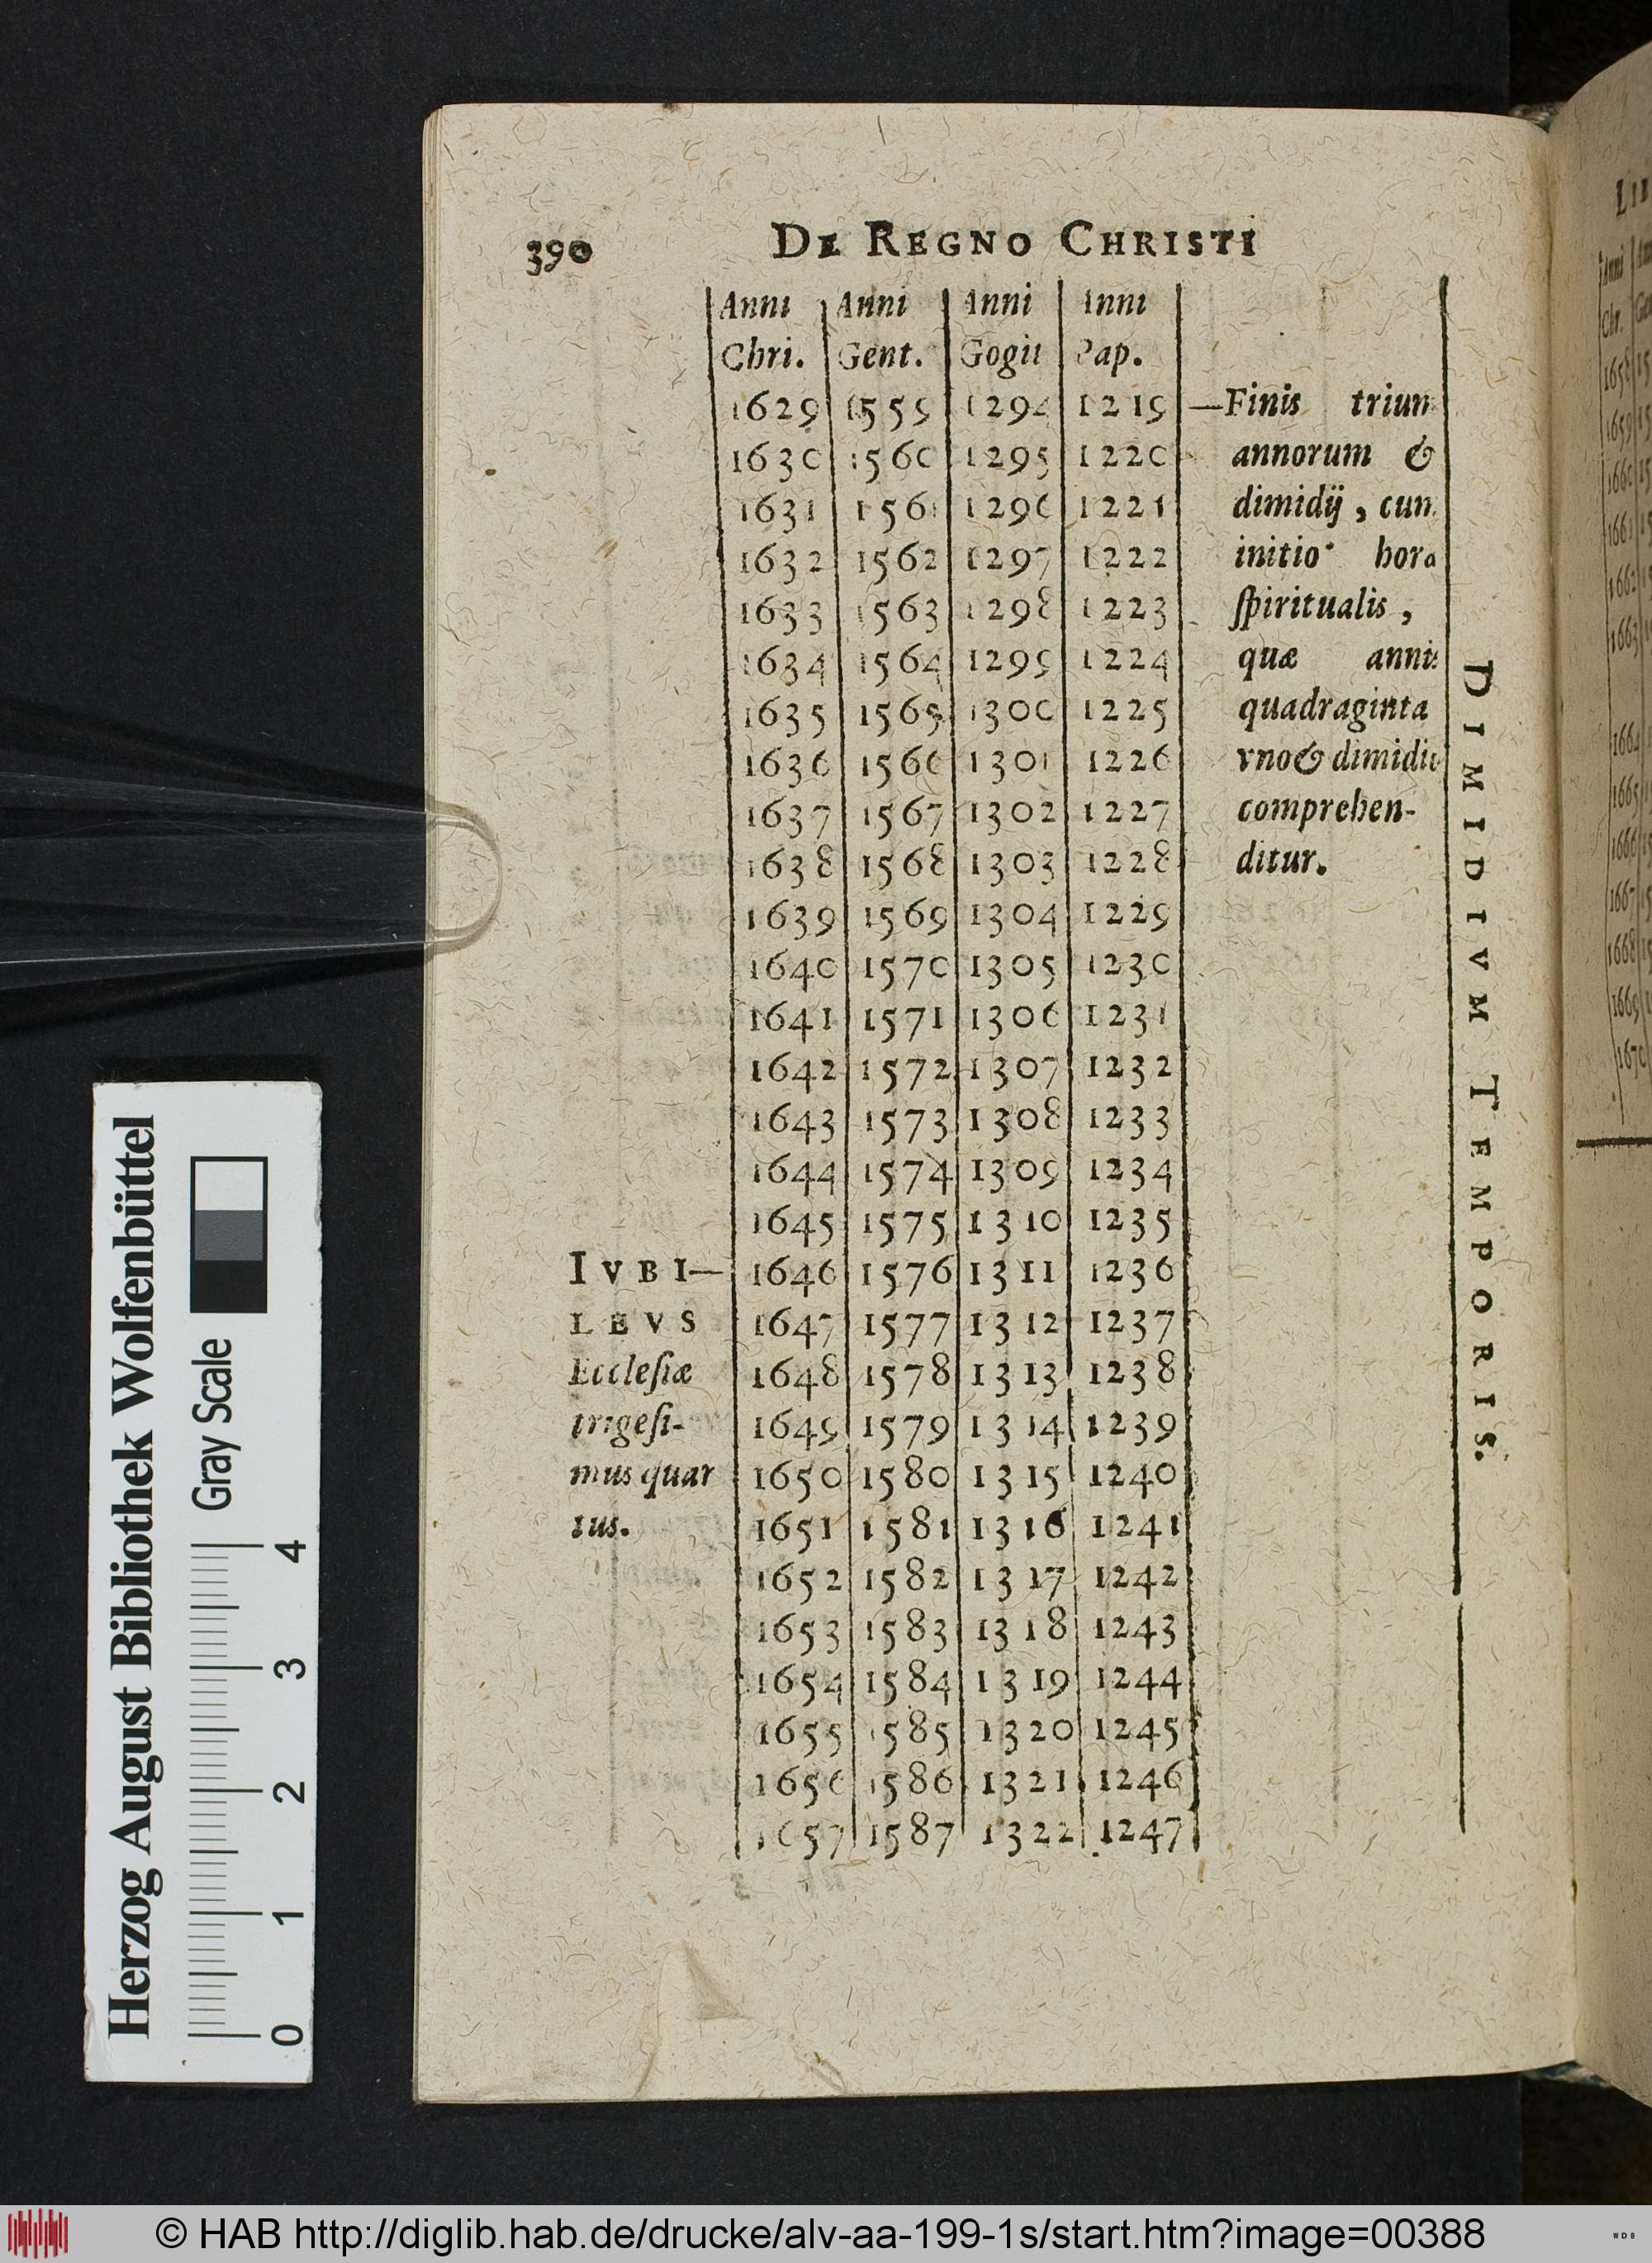 390 DE REGNO CHRISTI
Anni Anni Anni Anni
Chri. Gent. Gogii Pap.
1629 1559 1294 1219 —Finis trium
1630 1560 1295 1220 annorum &
1631 1561 1296 1221 dimidij, cum
1632 1562 1297 1222 initio hora
1633 1563 1298 1223 ſpiritualis,
1634 1564 1299 1224 quæ annis
1635 1565 1300 1225 quadraginta
1636 1566 1301 1226 vno & dimidio
1637 1567 1302 1227 comprehen-
1638 1568 1303 1228 ditur.
1639 1569 1304 1229
1640 1570 1305 1230
1641 1571 1306 1231
1642 1572 1307 1232
1643 1573 1308 1233
1644 1574 1309 1234
1645 1575 1310 1235
IVBI— 1646 1576 1311 1236
LEVS 1647 1577 1312 1237
Eccleſiæ 1648 1578 1313 1238
trigeſi- 1649 1579 1314 1239
mus quar 1650 1580 1315 1240
tus. 1651 1581 1316 1241
1652 1582 1317 1242
1653 1583 1318 1243
1654 1584 1319 1244
1655 1585 1320 1245
1656 1586 1321 1246
1657 1587 1322 1247
DIMIDIVM TEMPORIS.
Herzog August Bibliothek Wolfenbüttel
Gray Scale
0 1 2 3 4
© HAB http://diglib.hab.de/drucke/alv-aa-199-1s/start.htm?image=00388
WDB